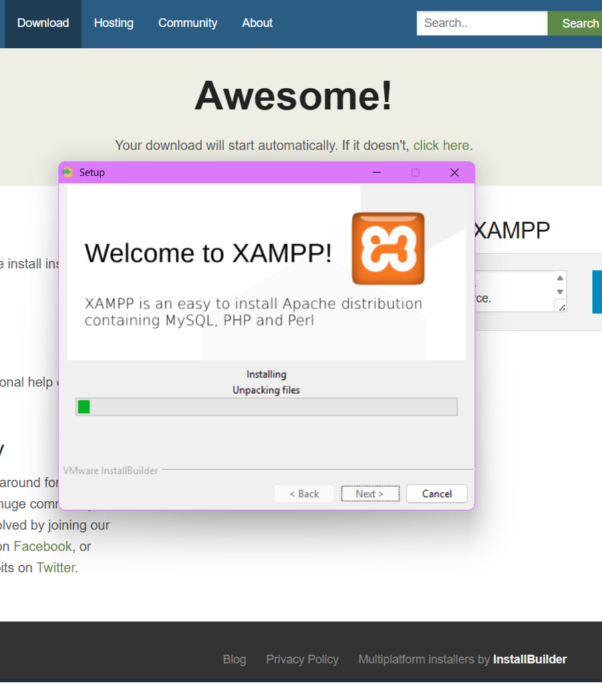 Download Hosting Community About Search.. Search
Awesome!
Your download will start automatically. If it doesn't, click here.
Setup
XAMPP
Welcome to XAMPP!
e install ins
rce.
XAMPP is an easy to install Apache distribution
containing MySQL, PHP and Perl
Installing
onal help
Unpacking files
around for
VMware InstallBuilder
huge com
< Back Next > Cancel
olved by joining our
on Facebook, or
its on Twitter.
Blog Privacy Policy Multiplatform installers by InstallBuilder